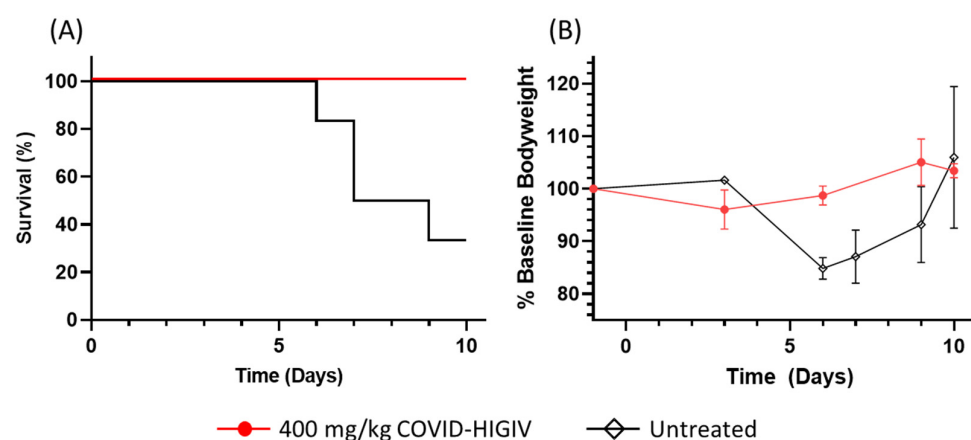 (A)
Survival (%)
100
80
60
40
20
0
0 5 10
Time (Days)
(B)
% Baseline Bodyweight
120
110
100
90
80
0 5 10
Time (Days)
400 mg/kg COVID-HIGIV Untreated